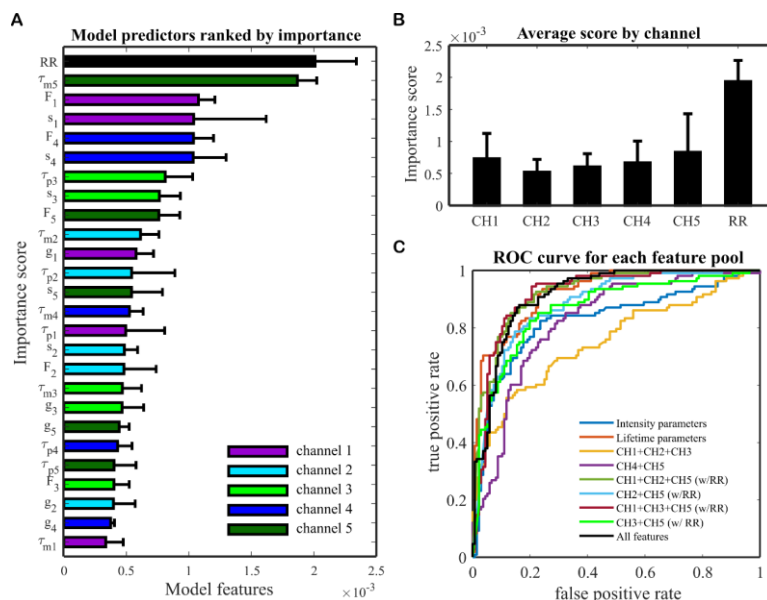 A
Model predictors ranked by importance
RR
τm5
F1
s1
F4
s4
τp3
s3
F5
τm2
g1
τp2
s5
τm4
τp1
s2
F2
τm3
g3
g5
τp4
τp5
F3
g2
g4
τm1
Importance score
channel 1
channel 2
channel 3
channel 4
channel 5
0 0.5 1 1.5 2 2.5
×10⁻³
Model features
B
×10⁻³
Average score by channel
2.5
2
1.5
1
0.5
0
Importance score
CH1 CH2 CH3 CH4 CH5 RR
C
ROC curve for each feature pool
1
0.8
0.6
0.4
0.2
0
true positive rate
Intensity parameters
Lifetime parameters
CH1+CH2+CH3
CH4+CH5
CH1+CH2+CH5 (w/RR)
CH2+CH5 (w/RR)
CH1+CH3+CH5 (w/RR)
CH3+CH5 (w/ RR)
All features
0 0.2 0.4 0.6 0.8 1
false positive rate